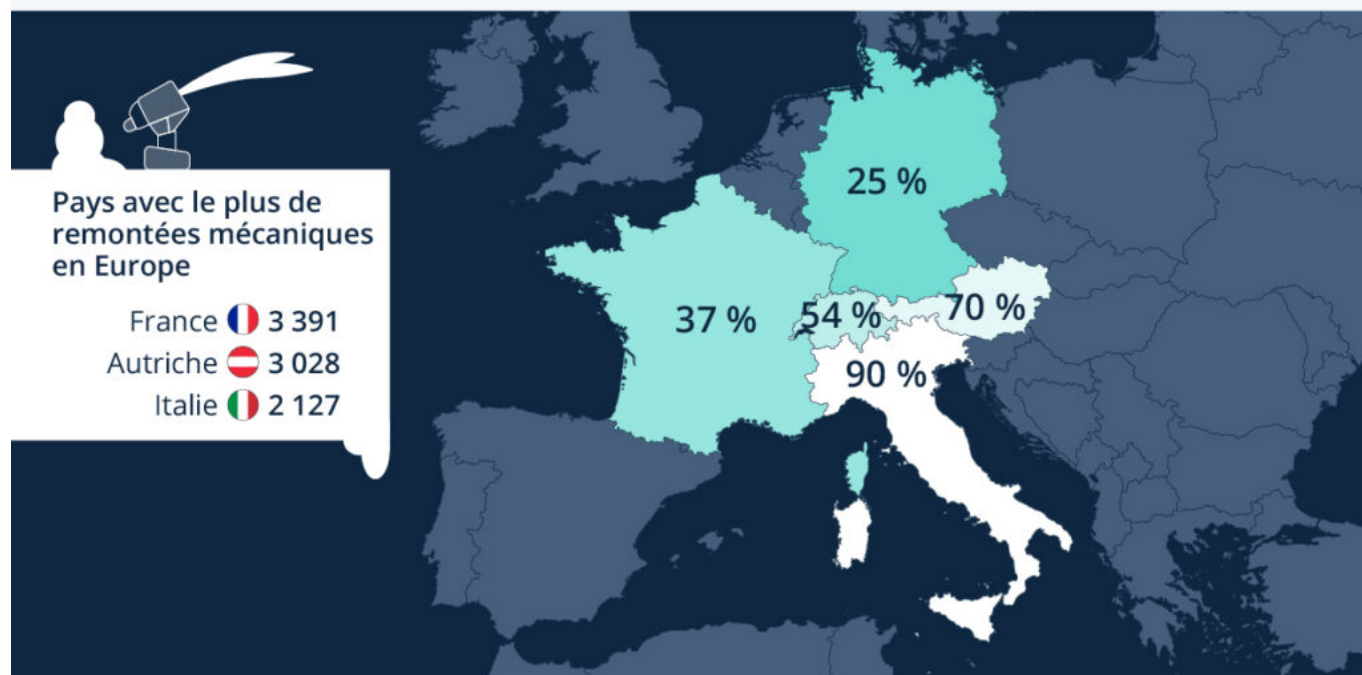 Pays avec le plus de
remontées mécaniques
en Europe
France 3 391
Autriche 3 028
Italie 2 127
25 %
37 %
54 %
70 %
90 %